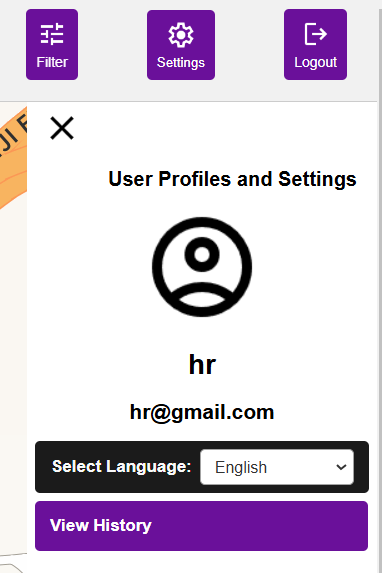 Filter
Settings
Logout
User Profiles and Settings
hr
hr@gmail.com
Select Language: English
View History